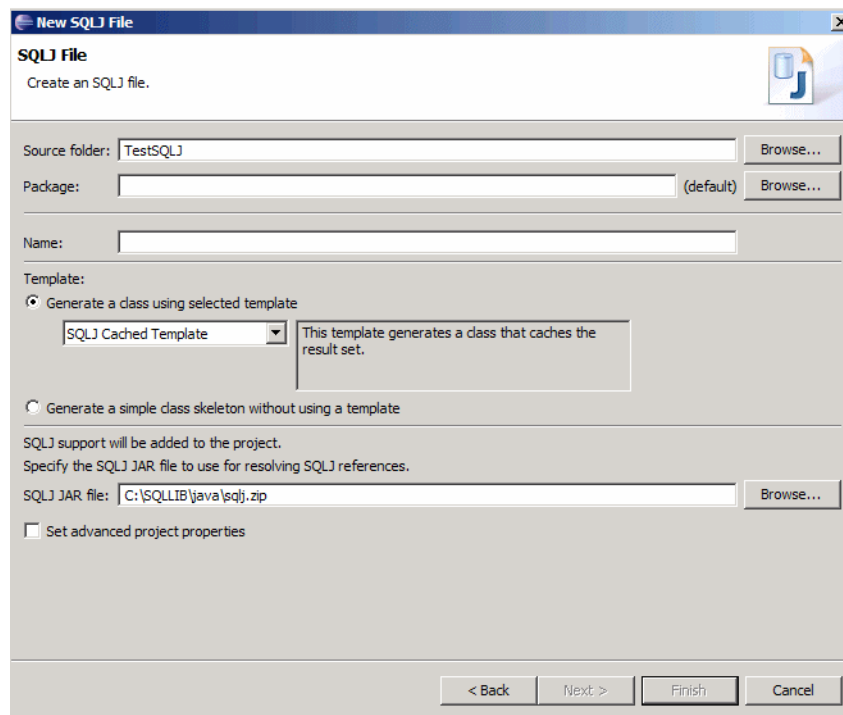 New SQLJ File
SQLJ File
Create an SQLJ file.
Source folder: TestSQLJ Browse...
Package: (default) Browse...
Name:
Template:
Generate a class using selected template
SQLJ Cached Template This template generates a class that caches the
result set.
Generate a simple class skeleton without using a template
SQLJ support will be added to the project.
Specify the SQLJ JAR file to use for resolving SQLJ references.
SQLJ JAR file: C:\SQLLIB\java\sqlj.zip Browse...
Set advanced project properties
< Back Next > Finish Cancel